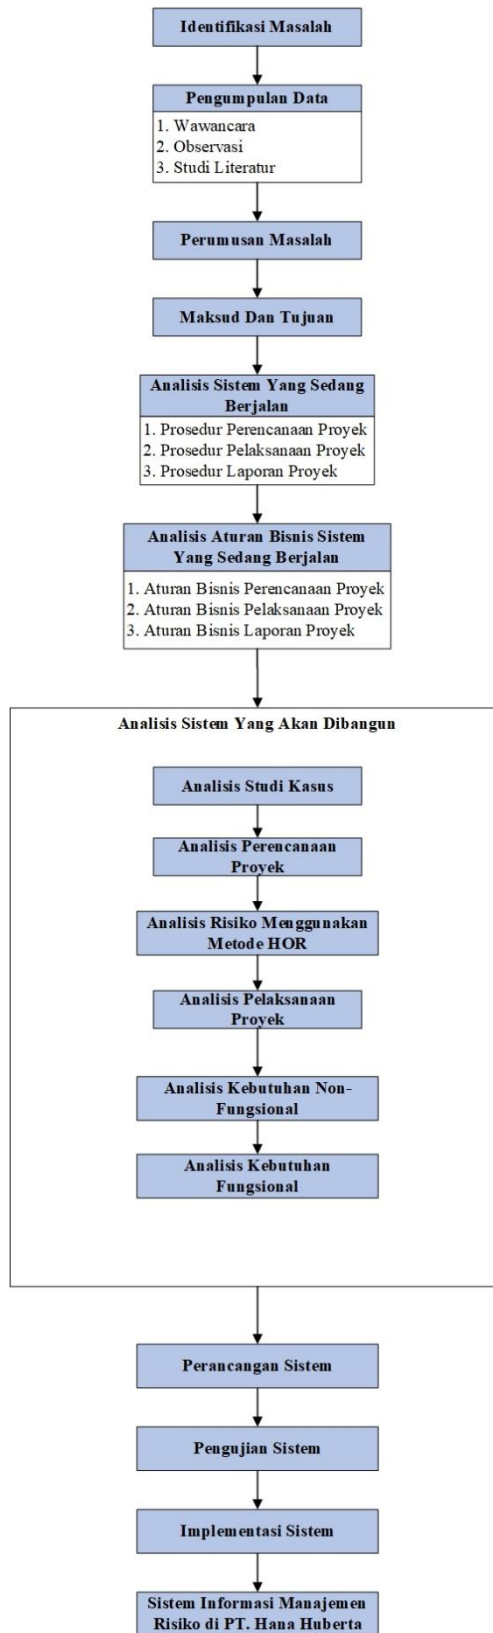 Identifikasi Masalah
Pengumpulan Data
1. Wawancara
2. Observasi
3. Studi Literatur
Perumusan Masalah
Maksud Dan Tujuan
Analisis Sistem Yang Sedang
Berjalan
1. Prosedur Perencanaan Proyek
2. Prosedur Pelaksanaan Proyek
3. Prosedur Laporan Proyek
Analisis Aturan Bisnis Sistem
Yang Sedang Berjalan
1. Aturan Bisnis Perencanaan Proyek
2. Aturan Bisnis Pelaksanaan Proyek
3. Aturan Bisnis Laporan Proyek
Analisis Sistem Yang Akan Dibangun
Analisis Studi Kasus
Analisis Perencanaan
Proyek
Analisis Risiko Menggunakan
Metode HOR
Analisis Pelaksanaan
Proyek
Analisis Kebutuhan Non-
Fungsional
Analisis Kebutuhan
Fungsional
Perancangan Sistem
Pengujian Sistem
Implementasi Sistem
Sistem Informasi Manajemen
Risiko di PT. Hana Huberta